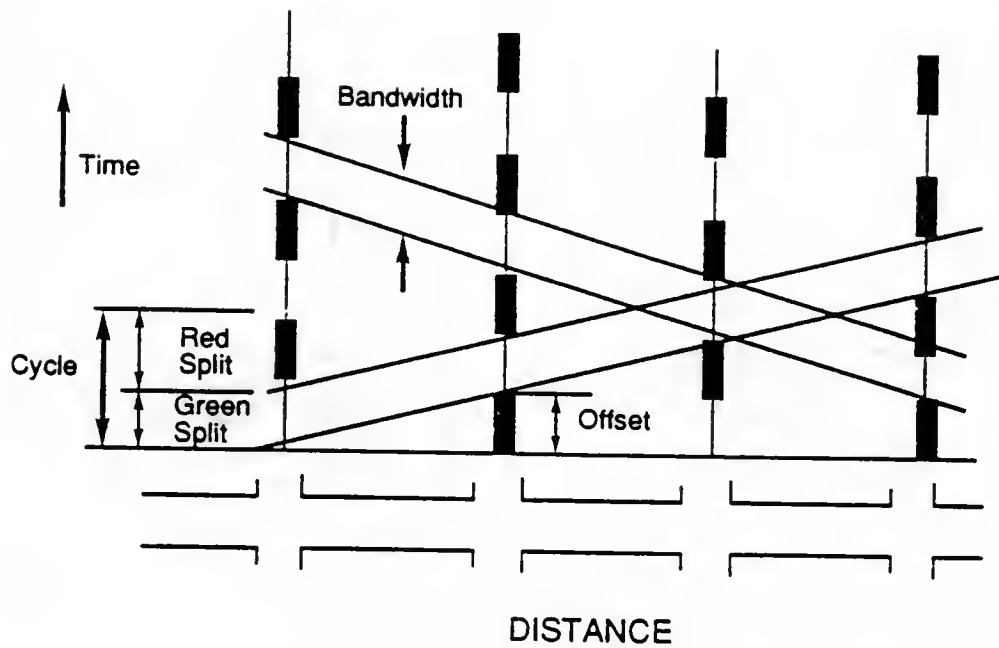 Bandwidth
Time
Red
Split
Cycle
Green
Split
Offset
DISTANCE